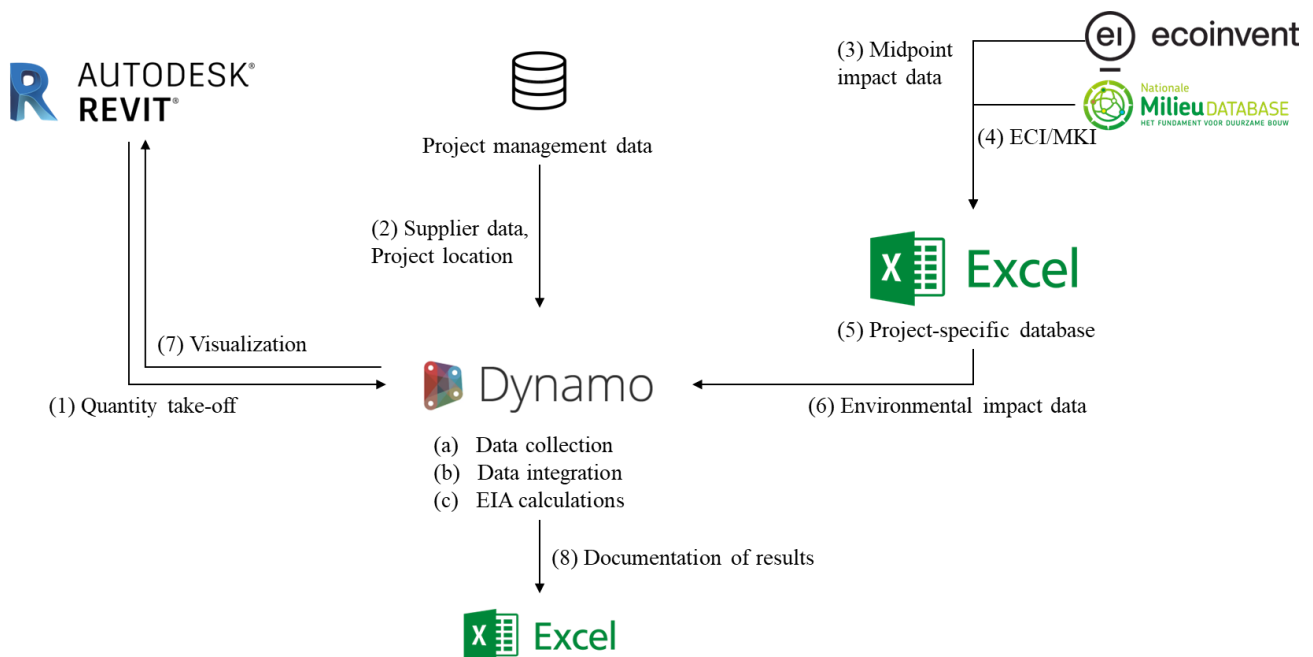 AUTODESK®
REVIT®
Project management data
(3) Midpoint
impact data
ei ecoinvent
Nationale
MilieuDATABASE
HET FUNDAMENT VOOR DUURZAME BOUW
(4) ECI/MKI
(2) Supplier data,
Project location
X Excel
(5) Project-specific database
(7) Visualization
(1) Quantity take-off
Dynamo
(6) Environmental impact data
(a) Data collection
(b) Data integration
(c) EIA calculations
(8) Documentation of results
X Excel